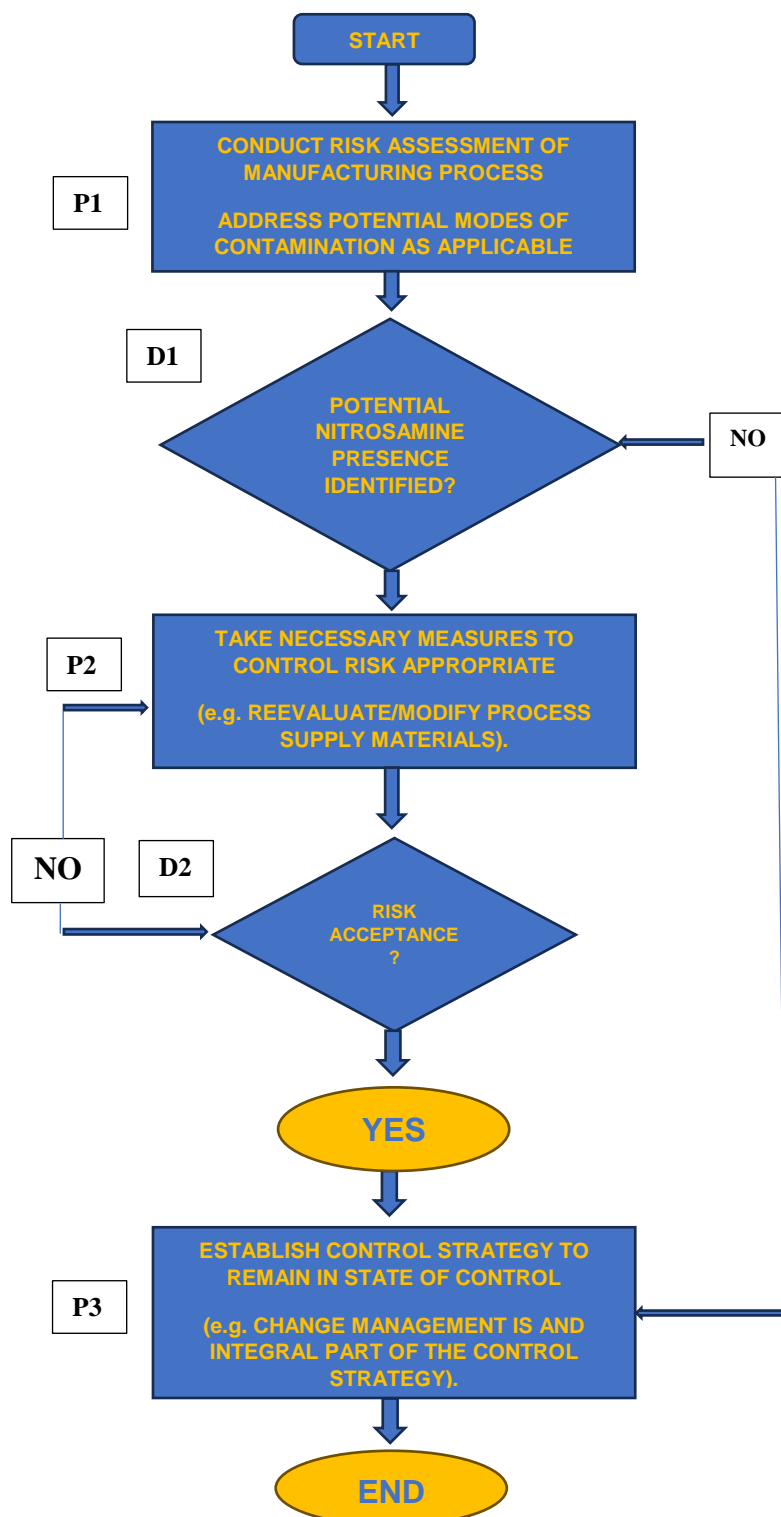 START
CONDUCT RISK ASSESSMENT OF
MANUFACTURING PROCESS
ADDRESS POTENTIAL MODES OF
CONTAMINATION AS APPLICABLE
P1
D1
POTENTIAL
NITROSAMINE
PRESENCE
IDENTIFIED?
NO
P2
TAKE NECESSARY MEASURES TO
CONTROL RISK APPROPRIATE
(e.g. REEVALUATE/MODIFY PROCESS
SUPPLY MATERIALS).
NO
D2
RISK
ACCEPTANCE
?
YES
P3
ESTABLISH CONTROL STRATEGY TO
REMAIN IN STATE OF CONTROL
(e.g. CHANGE MANAGEMENT IS AND
INTEGRAL PART OF THE CONTROL
STRATEGY).
END